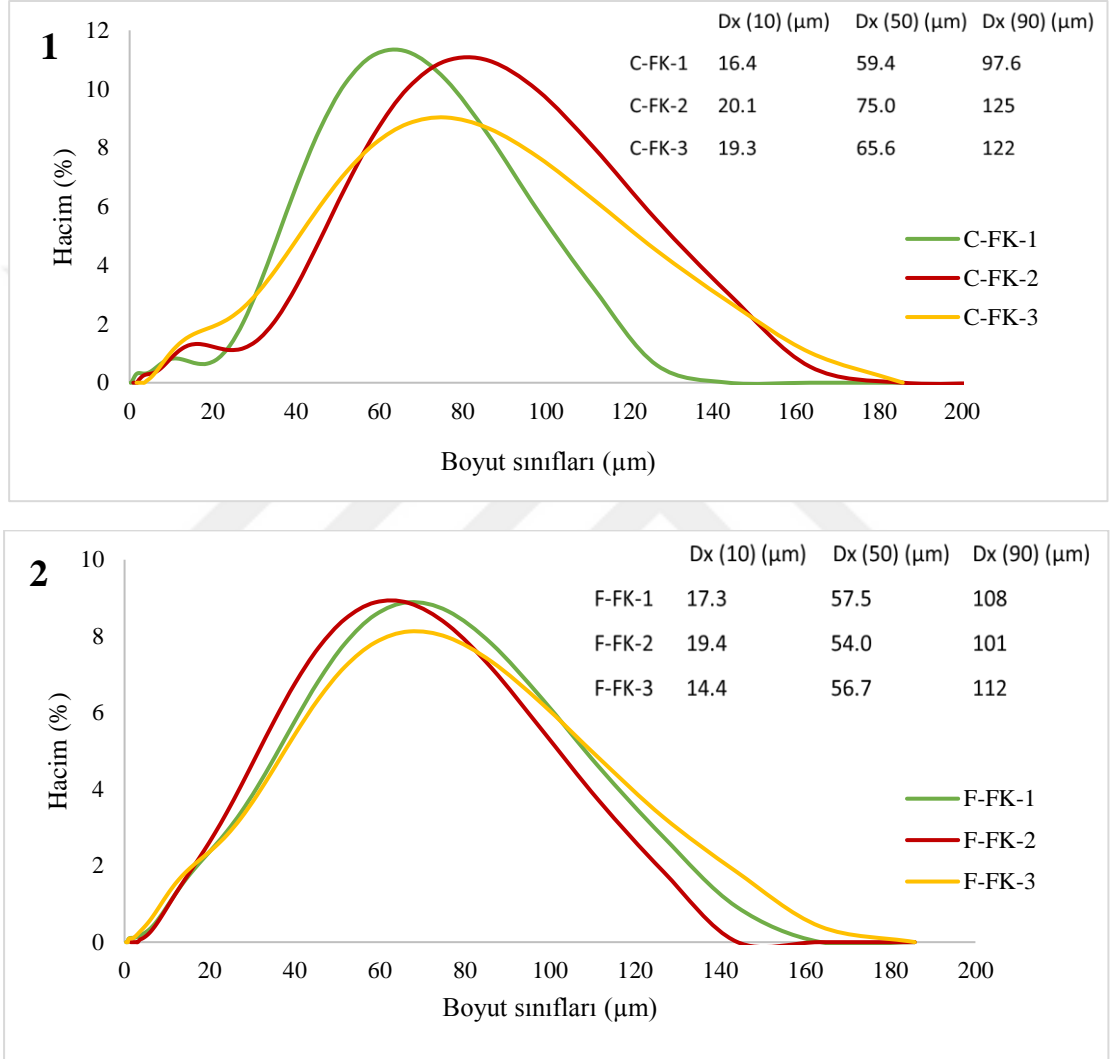 1
Dx (10) (µm) Dx (50) (µm) Dx (90) (µm)
C-FK-1 16.4 59.4 97.6
C-FK-2 20.1 75.0 125
C-FK-3 19.3 65.6 122
12
10
8
6
4
2
0
Hacim (%)
C-FK-1
C-FK-2
C-FK-3
0 20 40 60 80 100 120 140 160 180 200
Boyut sınıfları (µm)
2
Dx (10) (µm) Dx (50) (µm) Dx (90) (µm)
F-FK-1 17.3 57.5 108
F-FK-2 19.4 54.0 101
F-FK-3 14.4 56.7 112
10
8
6
4
2
0
Hacim (%)
F-FK-1
F-FK-2
F-FK-3
0 20 40 60 80 100 120 140 160 180 200
Boyut sınıfları (µm)